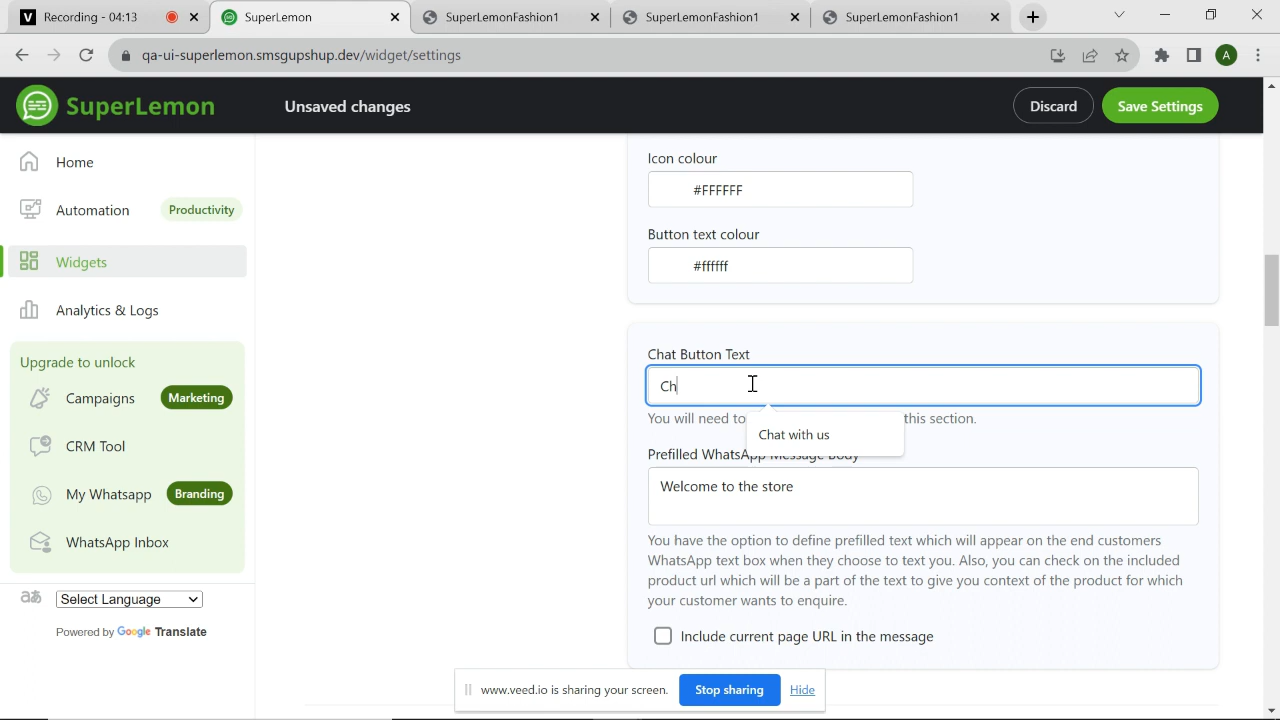 Recording - 04:13
SuperLemon
SuperLemonFashion1
SuperLemonFashion1
SuperLemonFashion1
qa-ui-superlemon.smsgupshup.dev/widget/settings
A
SuperLemon
Unsaved changes
Discard
Save Settings
Home
Automation
Productivity
Widgets
Analytics & Logs
Upgrade to unlock
Campaigns
Marketing
CRM Tool
My Whatsapp
Branding
WhatsApp Inbox
Select Language
Powered by Google Translate
Icon colour
#FFFFFF
Button text colour
#ffffff
Chat Button Text
Ch
You will need to this section.
Chat with us
Prefilled WhatsApp Message Body
Welcome to the store
You have the option to define prefilled text which will appear on the end customers
WhatsApp text box when they choose to text you. Also, you can check on the included
product url which will be a part of the text to give you context of the product for which
your customer wants to enquire.
Include current page URL in the message
www.veed.io is sharing your screen.
Stop sharing
Hide